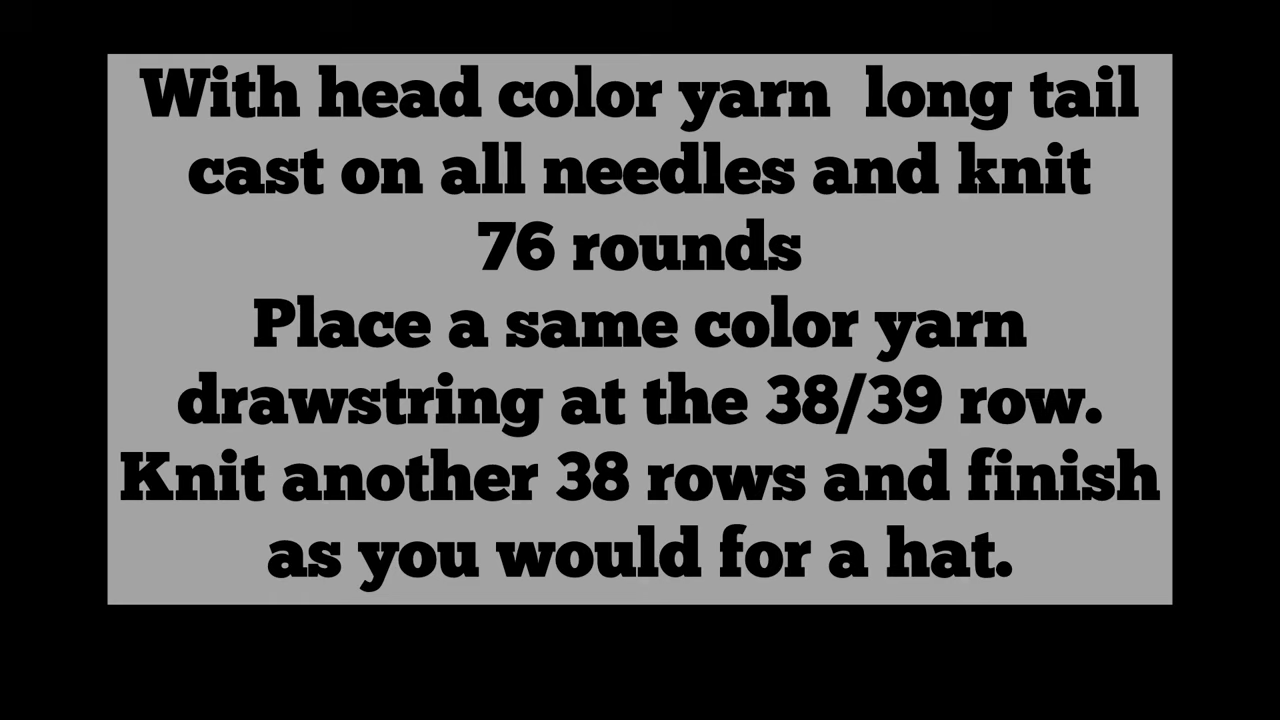 With head color yarn  long tail
cast on all needles and knit
76 rounds
Place a same color yarn
drawstring at the 38/39 row.
Knit another 38 rows and finish
as you would for a hat.